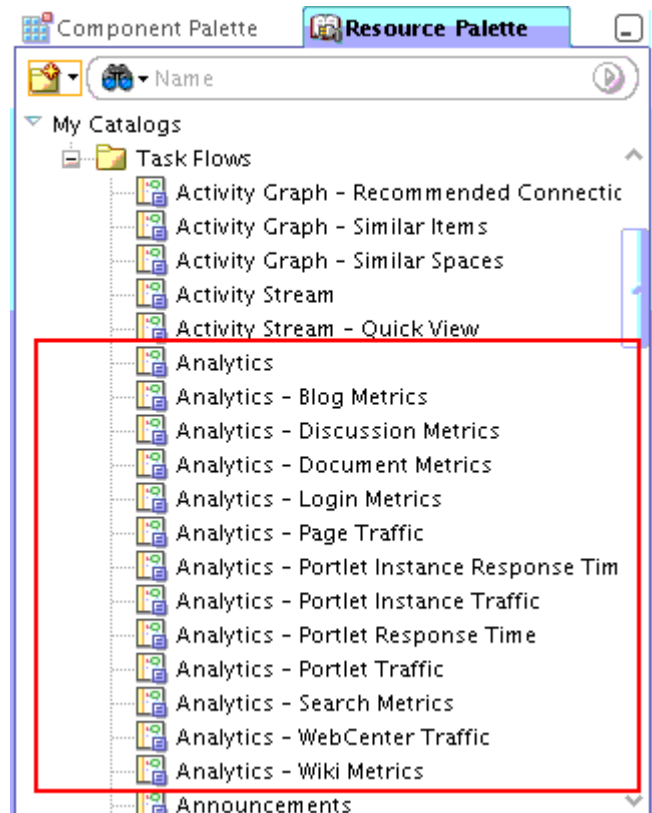 Component Palette Resource Palette
Name
My Catalogs
Task Flows
Activity Graph - Recommended Connectic
Activity Graph - Similar Items
Activity Graph - Similar Spaces
Activity Stream
Activity Stream - Quick View
Analytics
Analytics - Blog Metrics
Analytics - Discussion Metrics
Analytics - Document Metrics
Analytics - Login Metrics
Analytics - Page Traffic
Analytics - Portlet Instance Response Tim
Analytics - Portlet Instance Traffic
Analytics - Portlet Response Time
Analytics - Portlet Traffic
Analytics - Search Metrics
Analytics - WebCenter Traffic
Analytics - Wiki Metrics
Announcements